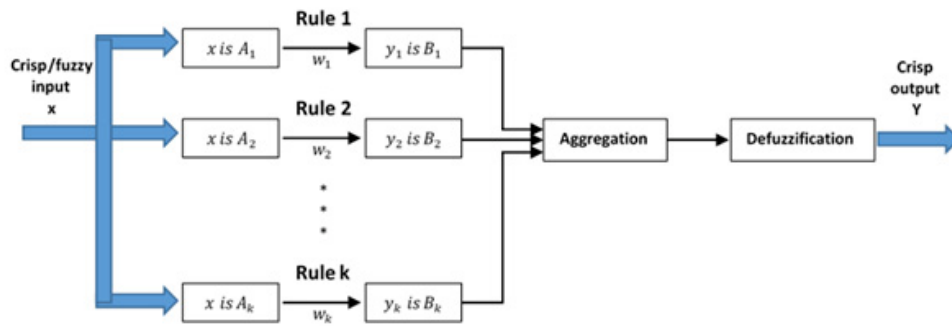 Crisp/fuzzy
input
x
Rule 1
x is A₁
w₁
y₁ is B₁
Rule 2
x is A₂
w₂
y₂ is B₂
*
*
*
Rule k
x is Aₖ
wₖ
yₖ is Bₖ
Aggregation
Defuzzification
Crisp
output
Y